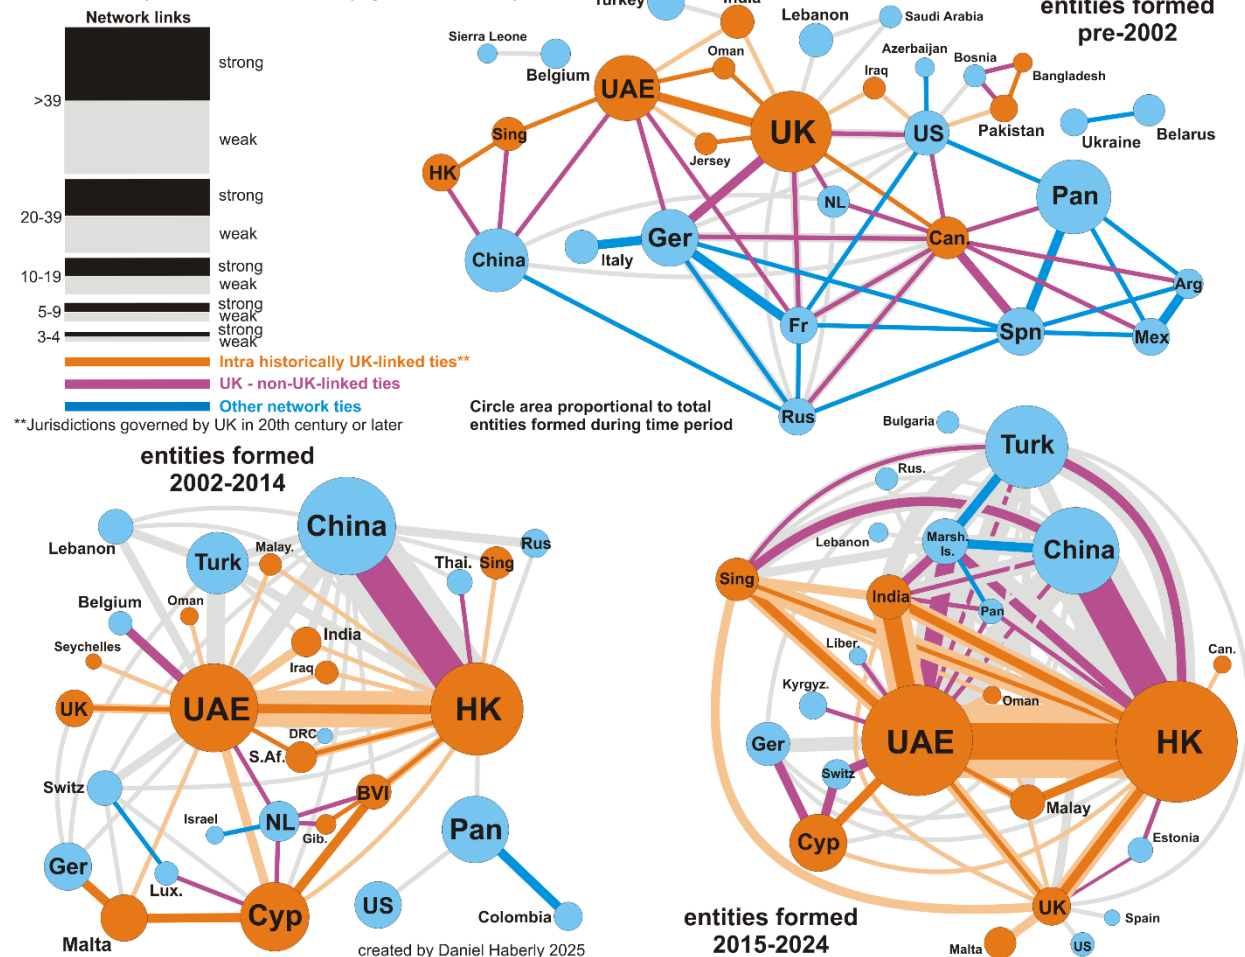 Network links
strong
>39
weak
strong
20-39
weak
strong
10-19
weak
strong
5-9
weak
strong
3-4
weak
Intra historically UK-linked ties**
UK - non-UK-linked ties
Other network ties
**Jurisdictions governed by UK in 20th century or later
entities formed
pre-2002
Turkey
India
Lebanon
Saudi Arabia
Sierra Leone
Belgium
Oman
Azerbaijan
Bosnia
Bangladesh
Iraq
UAE
UK
US
Pakistan
Ukraine
Belarus
Sing
Jersey
HK
NL
Pan
China
Italy
Ger
Can.
Arg
Fr
Spn
Mex
Rus
Circle area proportional to total
entities formed during time period
entities formed
2002-2014
China
Lebanon
Turk
Malay.
Rus
Thai.
Sing
Belgium
Oman
India
Seychelles
Iraq
UK
UAE
HK
DRC
S.Af.
Switz
BVI
Israel
NL
Gib.
Pan
Ger
Lux.
US
Cyp
Colombia
Malta
created by Daniel Haberly 2025
Bulgaria
Turk
Rus.
Lebanon
Marsh.
Is.
China
Sing
India
Pan
Liber.
Can.
Kyrgyz.
Oman
Ger
UAE
HK
Switz
Malay
Cyp
Estonia
UK
Spain
Malta
US
entities formed
2015-2024